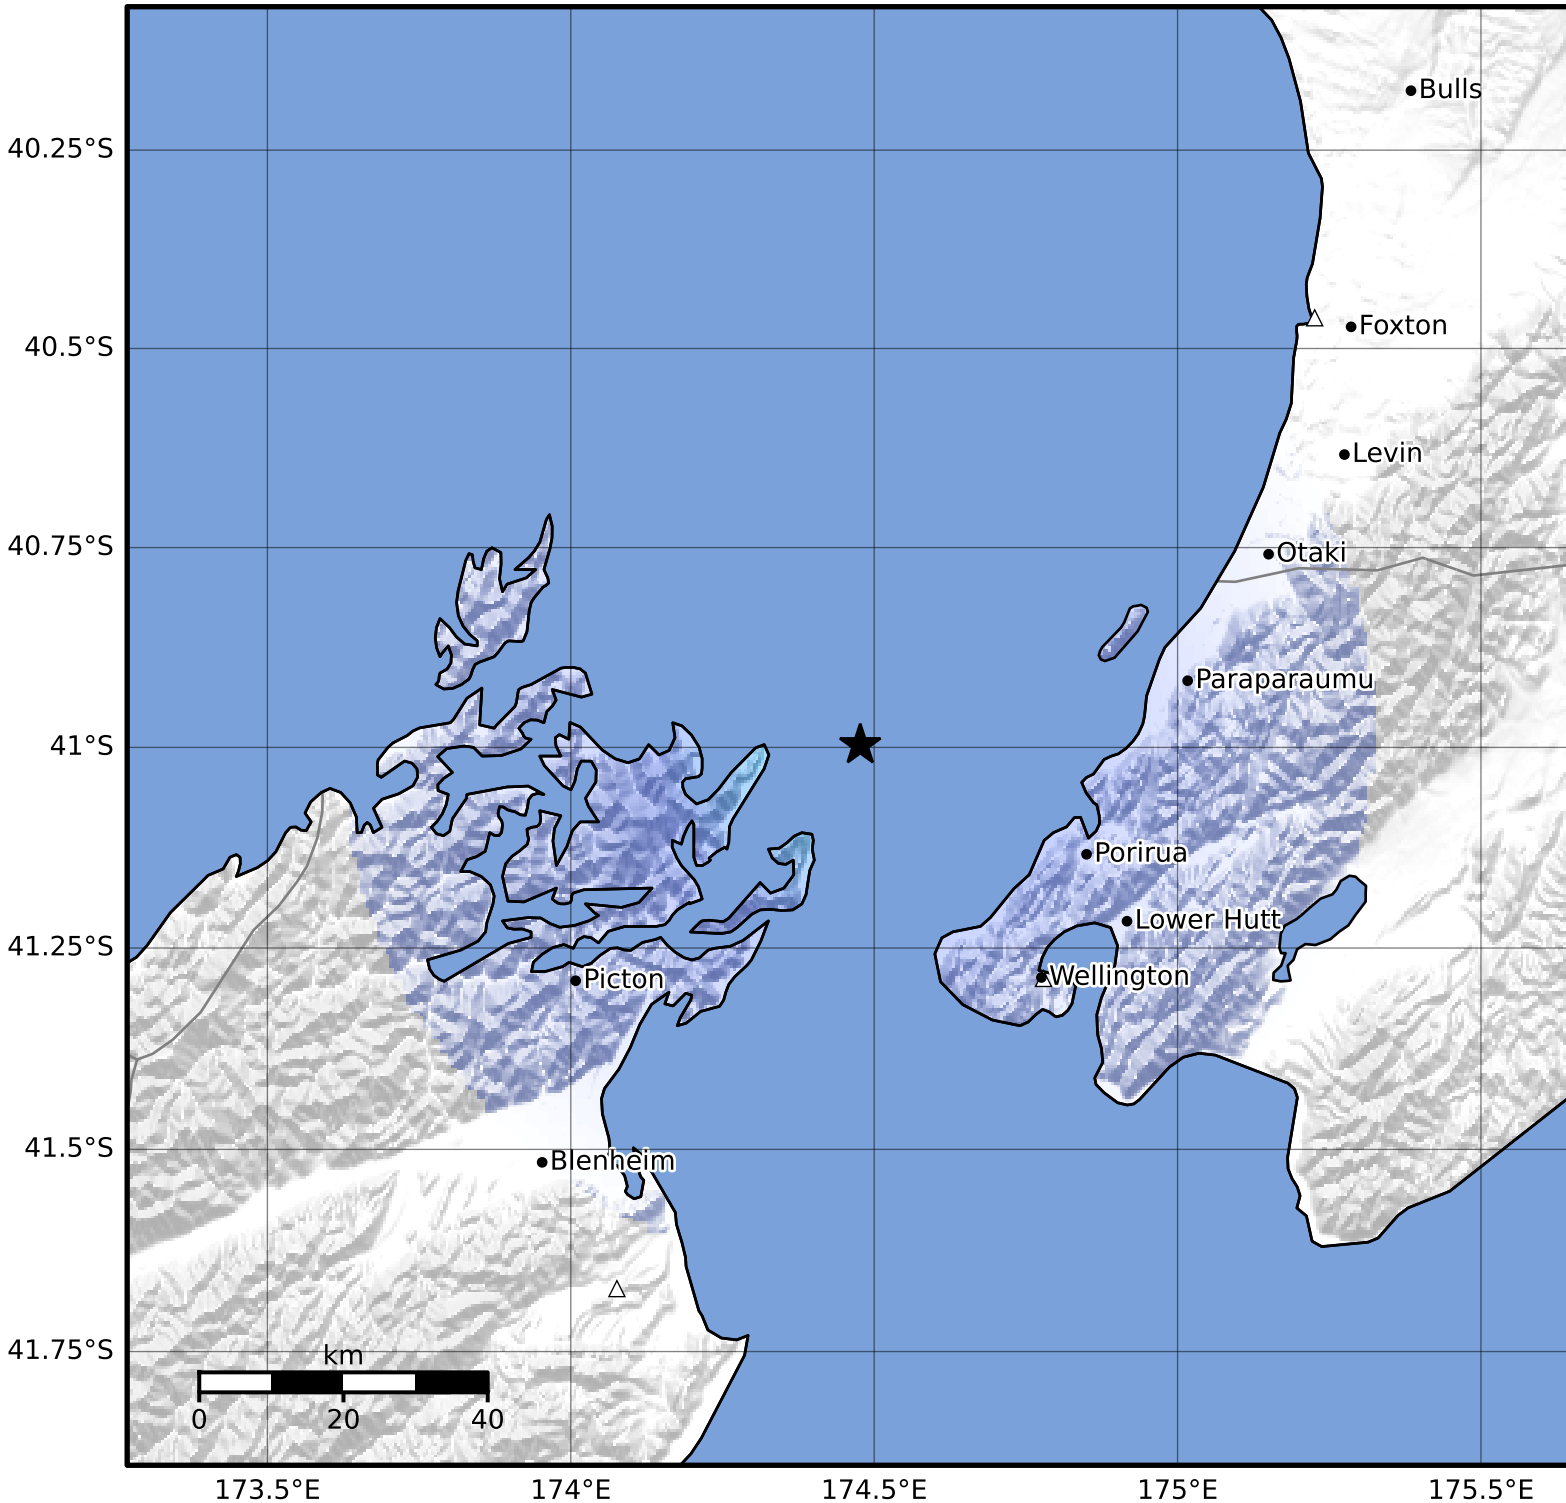 Bulls
40.25°S
Foxton
40.5°S
Levin
40.75°S
Otaki
Paraparaumu
41°S
Porirua
Lower Hutt
41.25°S
Wellington
Picton
41.5°S
Blenheim
41.75°S
km
0 20 40
173.5°E 174°E 174.5°E 175°E 175.5°E